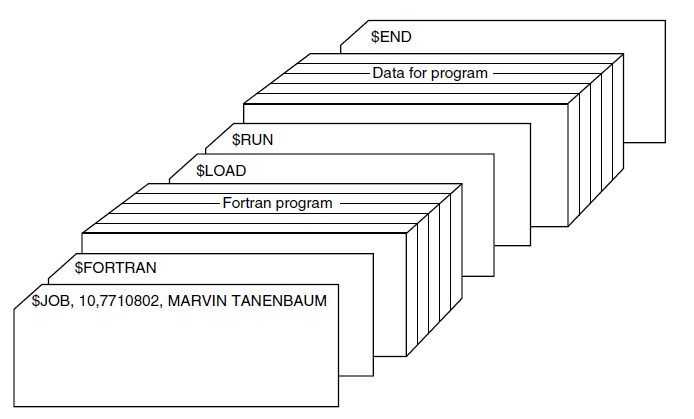 $END
Data for program
$RUN
$LOAD
Fortran program
$FORTRAN
$JOB, 10,7710802, MARVIN TANENBAUM